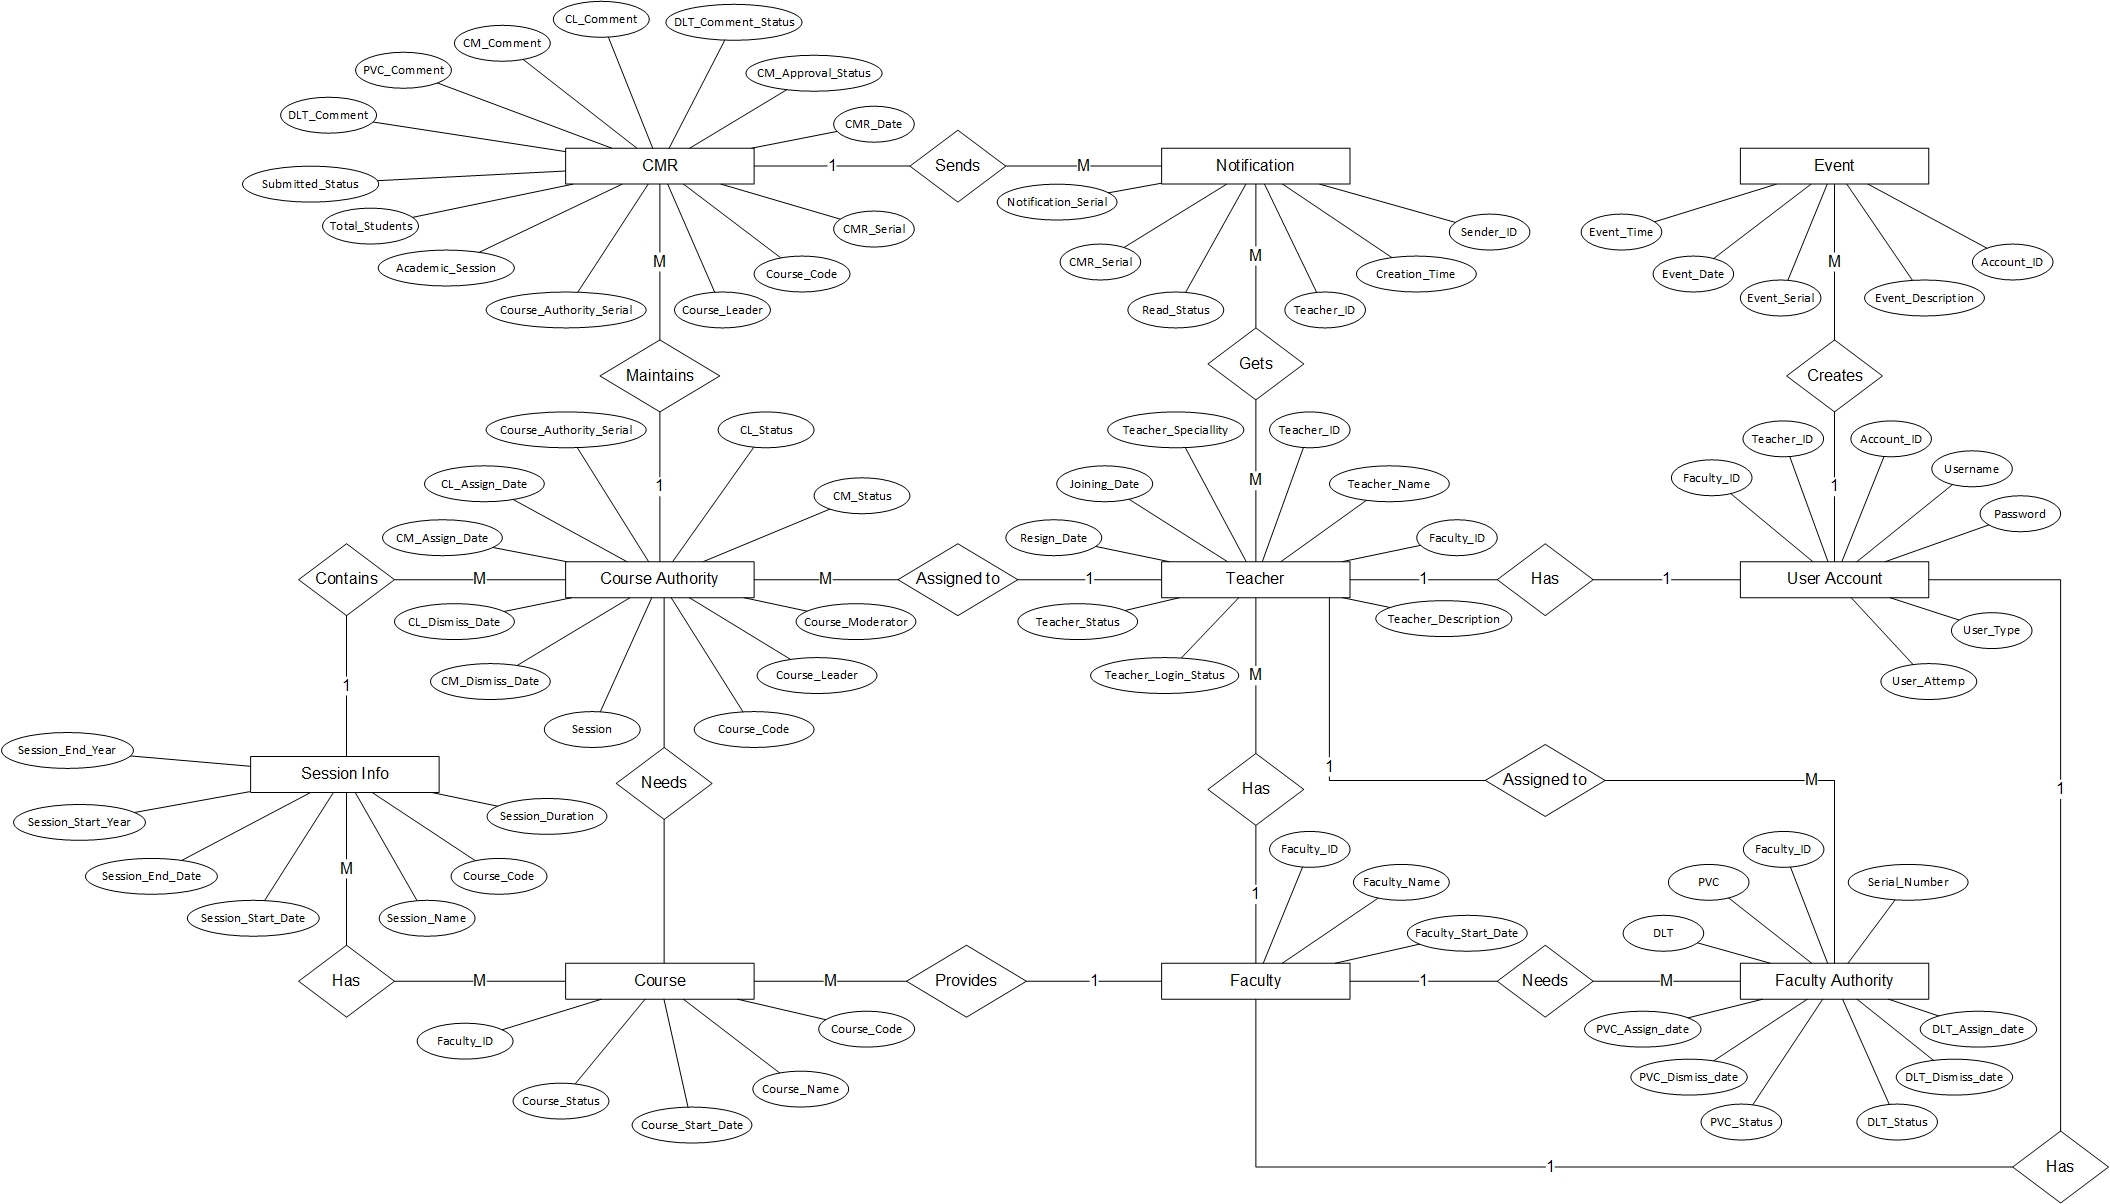 CL_Comment
DLT_Comment_Status
CM_Comment
PVC_Comment
CM_Approval_Status
DLT_Comment
CMR_Date
CMR
1
Sends
M
Notification
Event
Submitted_Status
Notification_Serial
Total_Students
CMR_Serial
Sender_ID
Event_Time
Academic_Session
M
Course_Code
CMR_Serial
M
Creation_Time
Event_Date
M
Account_ID
Course_Authority_Serial
Course_Leader
Read_Status
Teacher_ID
Event_Serial
Event_Description
Maintains
Gets
Creates
Course_Authority_Serial
CL_Status
Teacher_Speciallity
Teacher_ID
Teacher_ID
Account_ID
CL_Assign_Date
1
CM_Status
Joining_Date
M
Teacher_Name
Faculty_ID
1
Username
Password
CM_Assign_Date
Resign_Date
Faculty_ID
Contains
M
Course Authority
M
Assigned to
1
Teacher
1
Has
1
User Account
CL_Dismiss_Date
Course_Moderator
Teacher_Status
Teacher_Description
User_Type
1
CM_Dismiss_Date
Course_Leader
Teacher_Login_Status
M
User_Attemp
Session
Course_Code
Session_End_Year
Session Info
Needs
Has
1
Assigned to
M
1
Session_Start_Year
Session_Duration
Session_End_Date
M
Course_Code
Faculty_ID
Faculty_ID
1
Faculty_Name
PVC
Serial_Number
Session_Start_Date
Session_Name
Faculty_Start_Date
DLT
Has
M
Course
M
Provides
1
Faculty
1
Needs
M
Faculty Authority
Faculty_ID
Course_Code
PVC_Assign_date
DLT_Assign_date
Course_Status
Course_Name
PVC_Dismiss_date
DLT_Dismiss_date
Course_Start_Date
PVC_Status
DLT_Status
1
Has